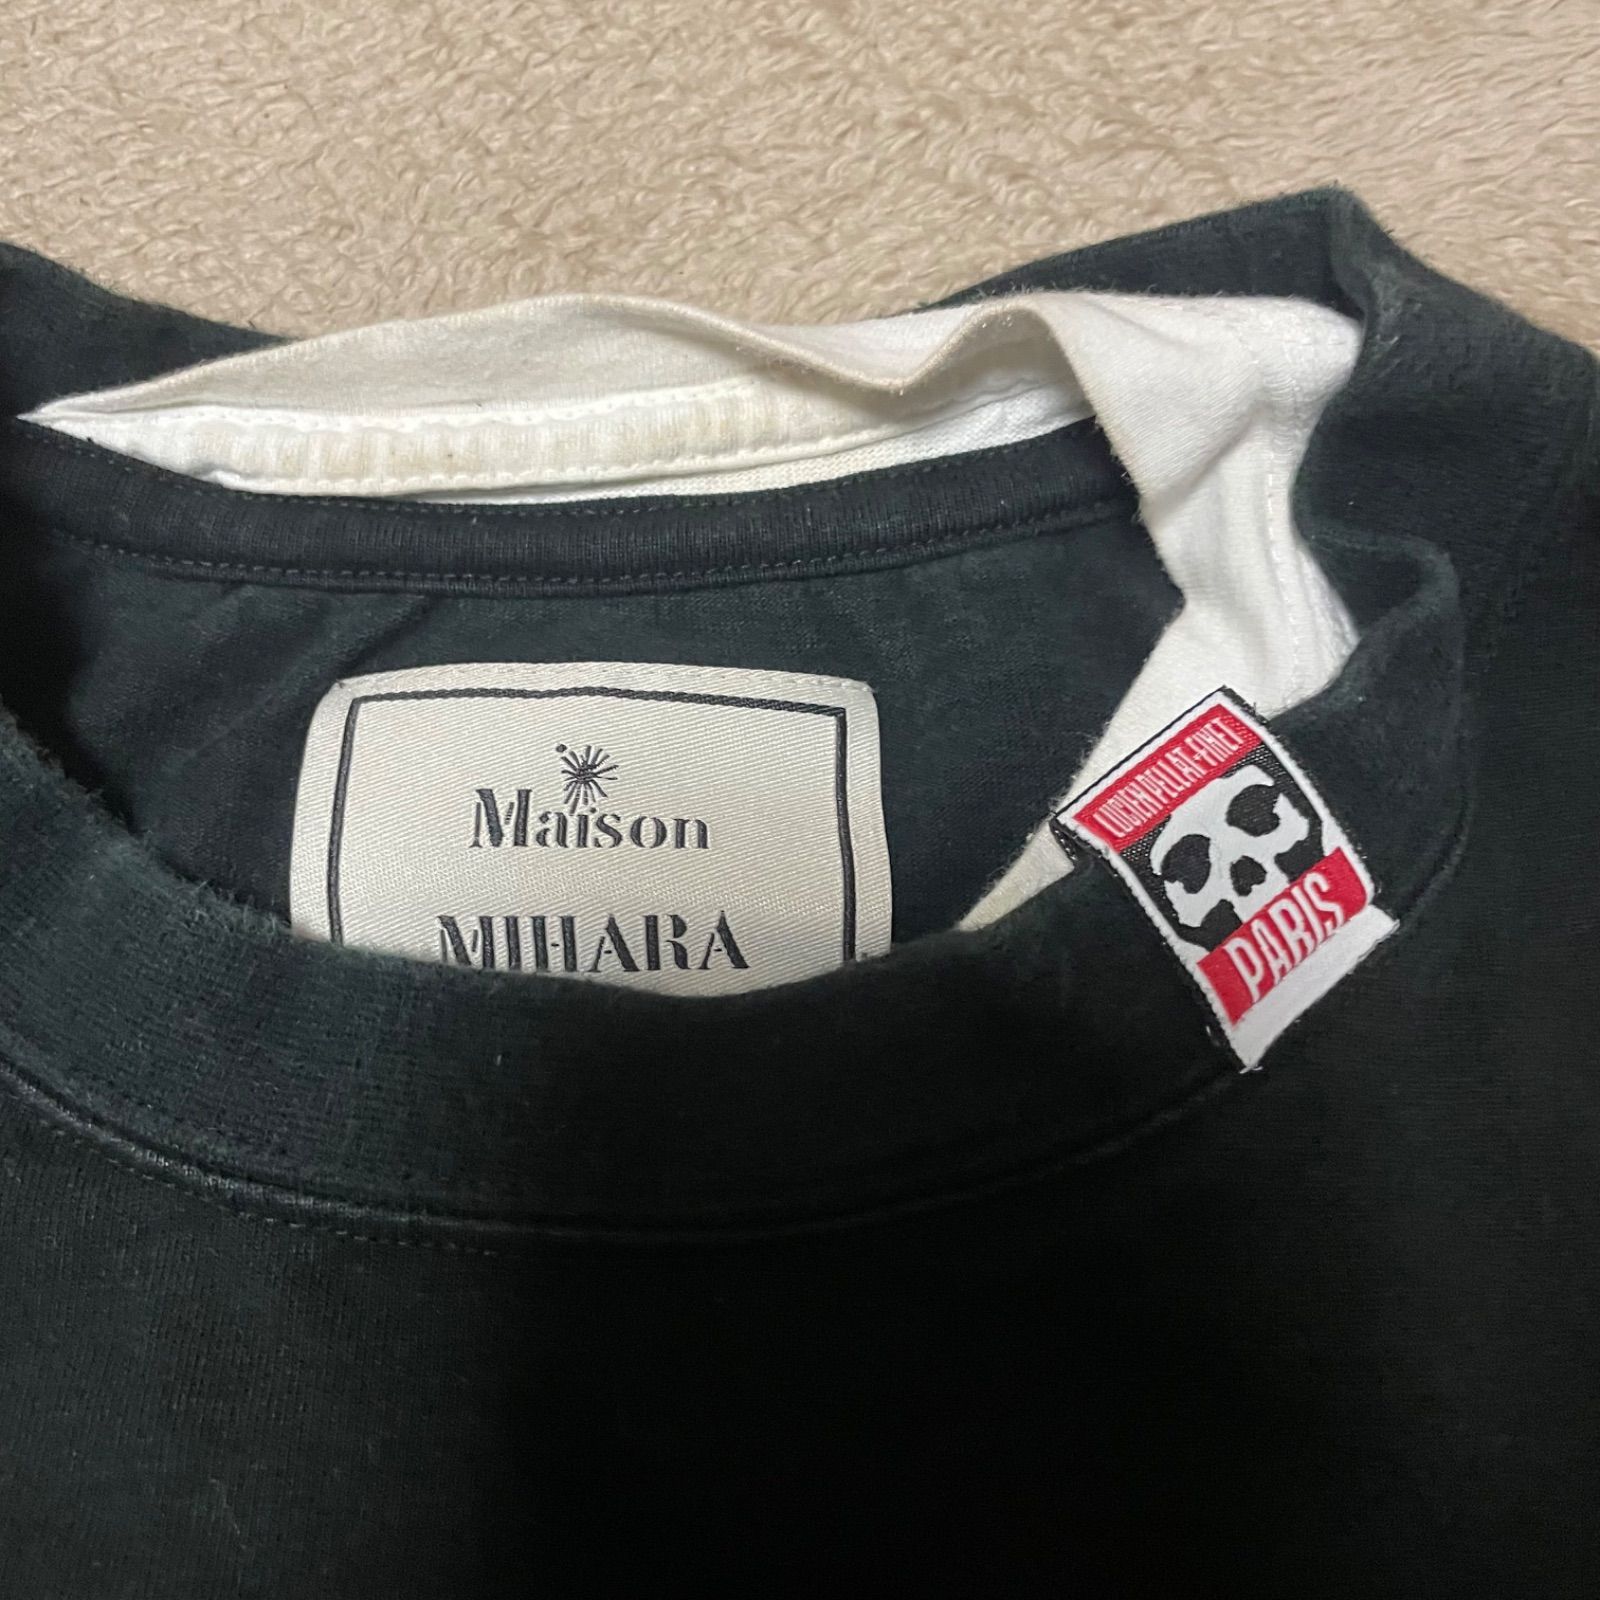 Maison
MIHARA
LUCIEN PELLAT-FINET
PARIS